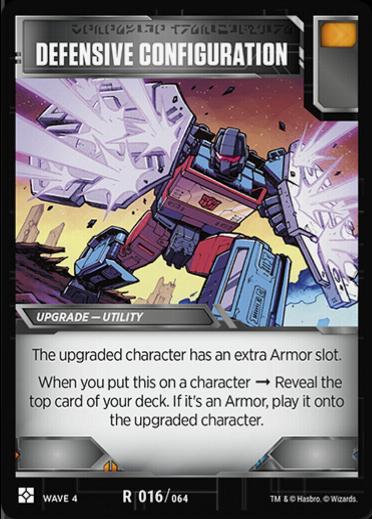 DEFENSIVE CONFIGURATION
UPGRADE — UTILITY
The upgraded character has an extra Armor slot.
When you put this on a character → Reveal the
top card of your deck. If it's an Armor, play it onto
the upgraded character.
WAVE 4 R 016/064 TM & © Hasbro. © Wizards.